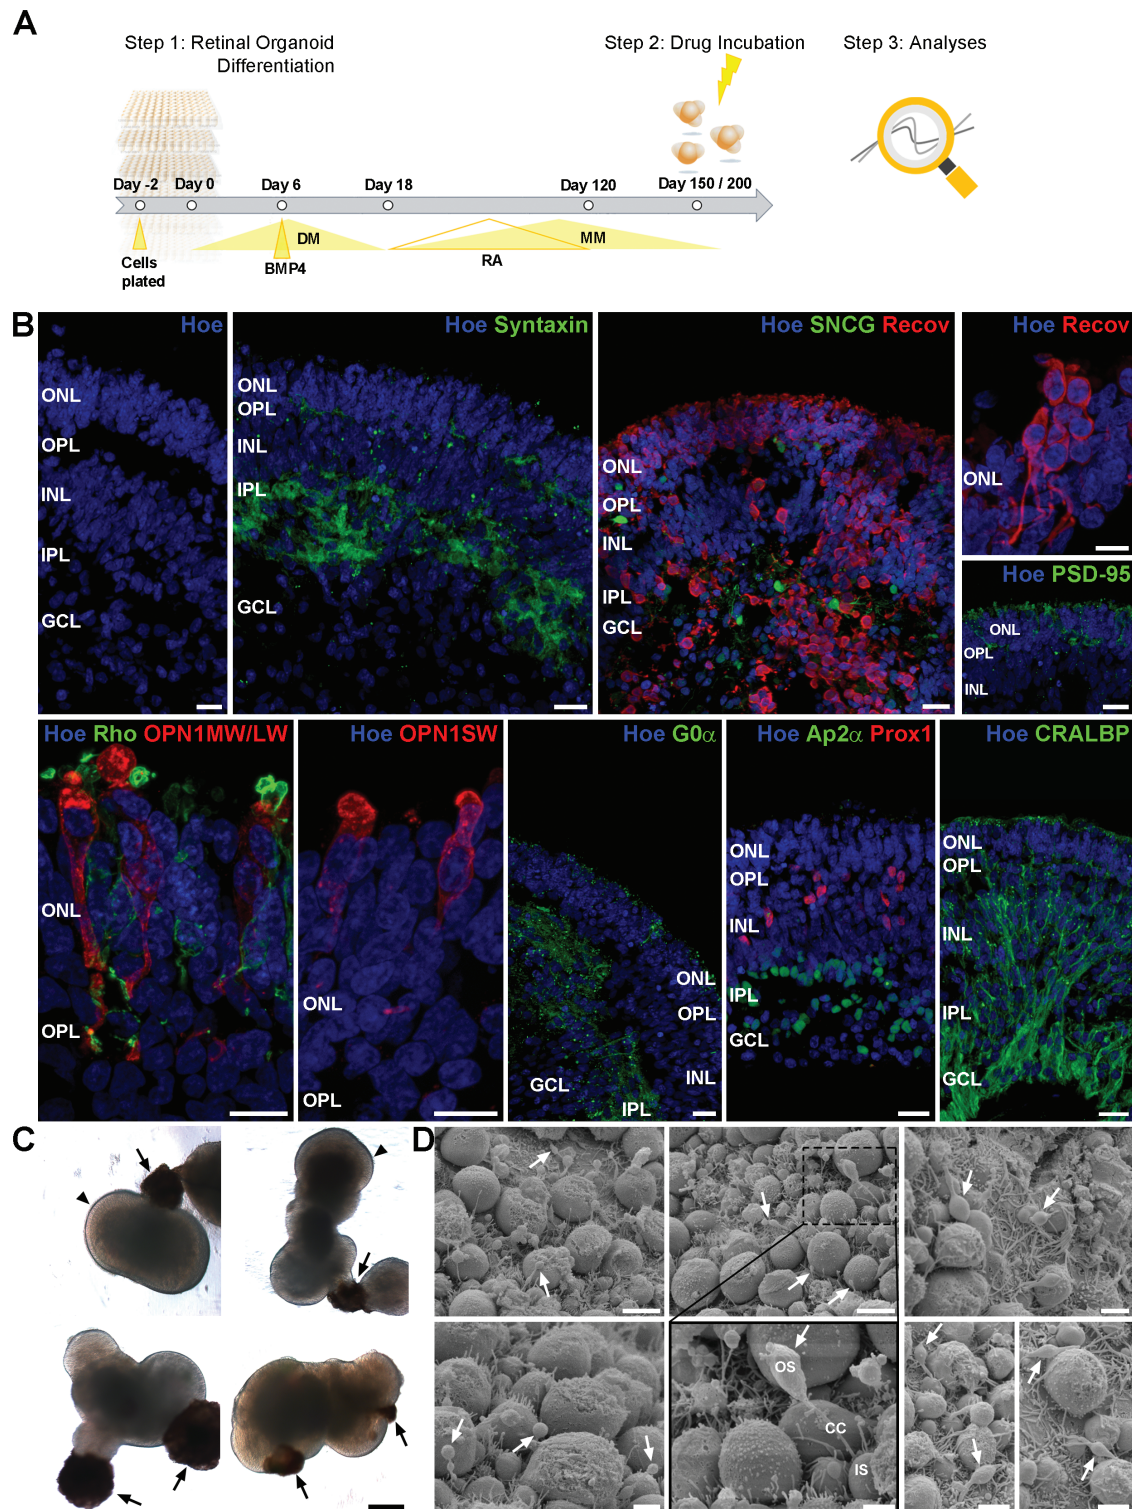 A
Step 1: Retinal Organoid
Differentiation
Step 2: Drug Incubation
Step 3: Analyses
Day -2
Day 0
Day 6
Day 18
Day 120
Day 150 / 200
DM
MM
Cells
plated
BMP4
RA
B
Hoe
ONL
OPL
INL
IPL
GCL
Hoe Syntaxin
ONL
OPL
INL
IPL
GCL
Hoe SNCG Recov
ONL
OPL
INL
IPL
GCL
Hoe Recov
ONL
Hoe PSD-95
ONL
OPL
INL
Hoe Rho OPN1MW/LW
ONL
OPL
Hoe OPN1SW
ONL
OPL
Hoe G0α
ONL
OPL
INL
GCL
IPL
Hoe Ap2α Prox1
ONL
OPL
INL
IPL
GCL
Hoe CRALBP
ONL
OPL
INL
IPL
GCL
C
D
OS
CC
IS